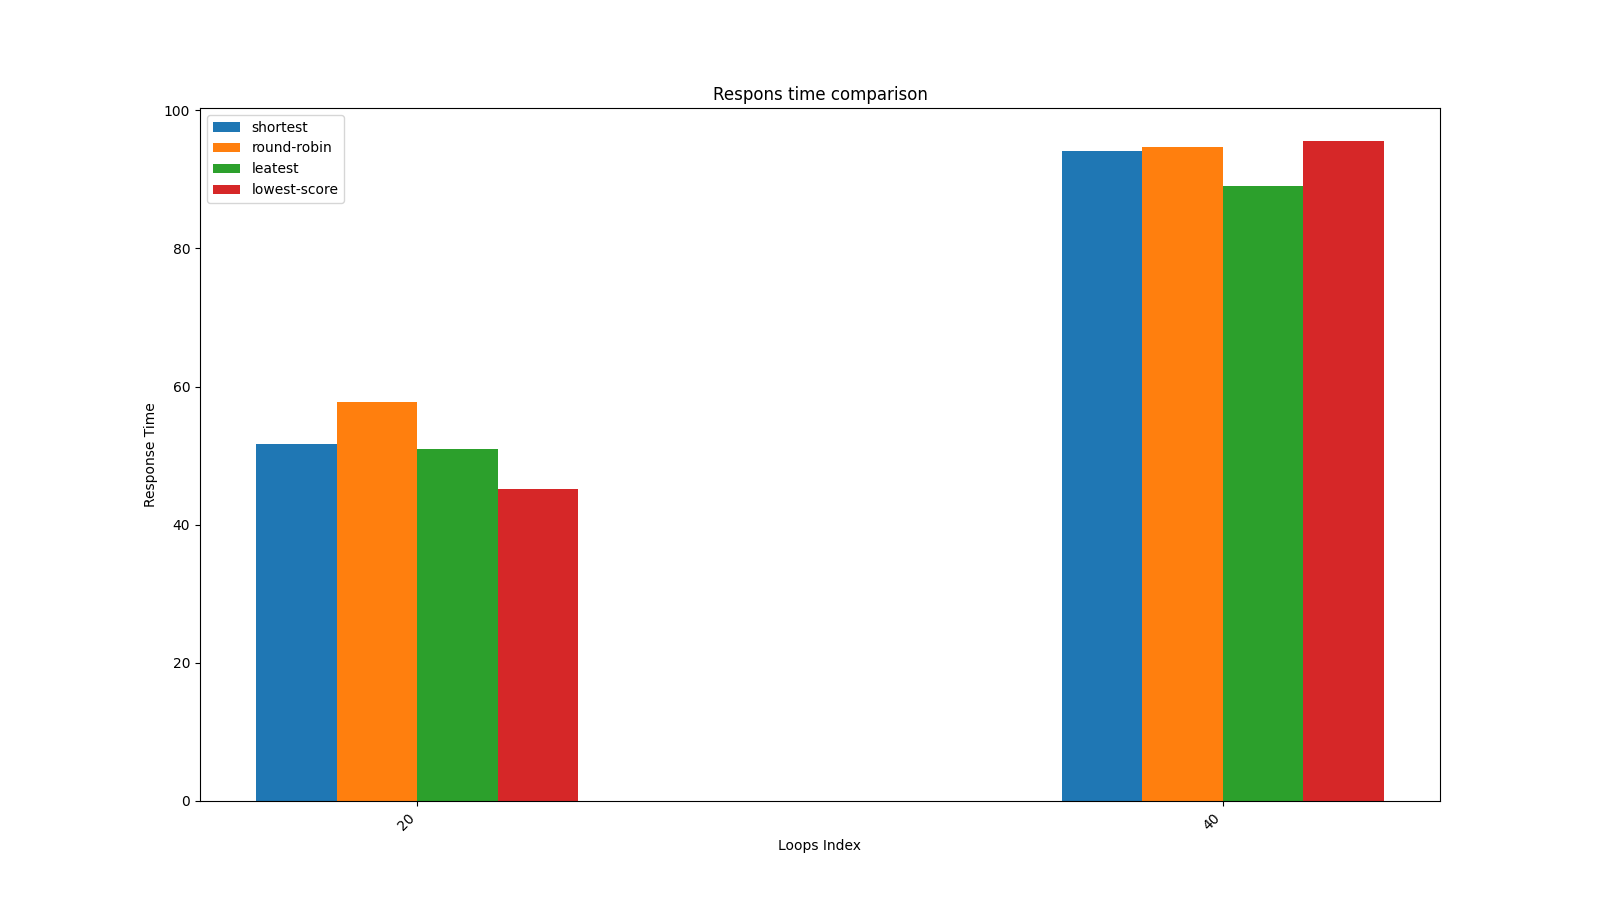 Respons time comparison
100
80
60
40
20
0
Response Time
shortest
round-robin
leatest
lowest-score
20
40
Loops Index